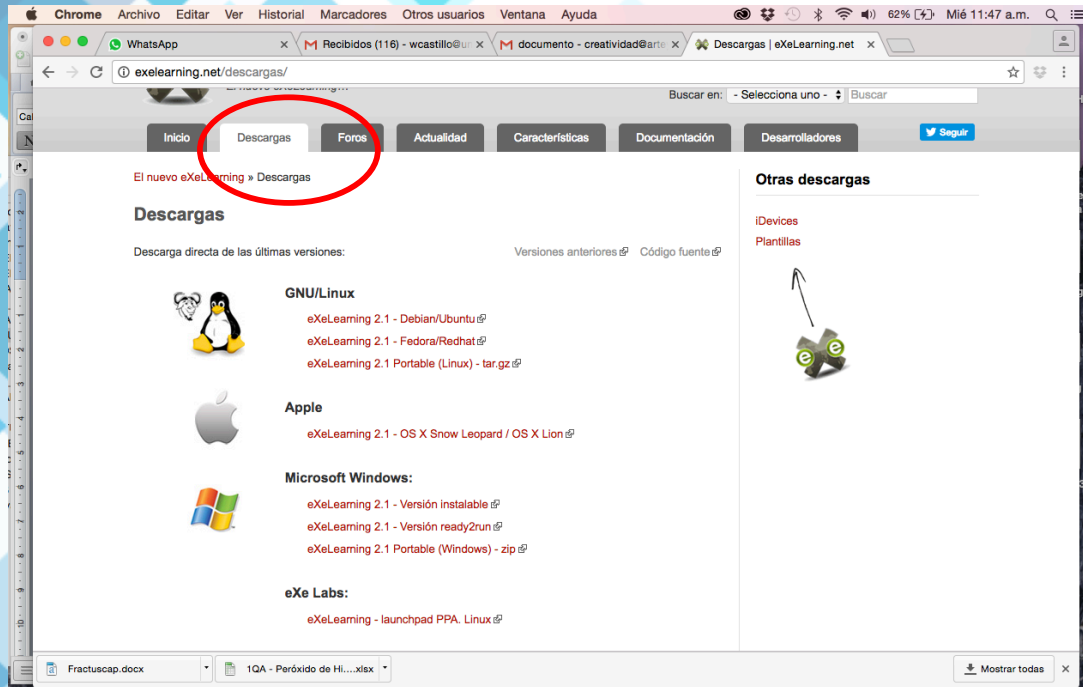 Chrome Archivo Editar Ver Historial Marcadores Otros usuarios Ventana Ayuda 62% Mié 11:47 a.m.
WhatsApp
Recibidos (116) - wcastillo@
documento - creatividad@arte
Descargas | eXeLearning.net
exelearning.net/descargas/
Buscar en: - Selecciona uno - Buscar
Inicio Descargas Foros Actualidad Características Documentación Desarrolladores Seguir
El nuevo eXeLearning » Descargas
Otras descargas
Descargas
iDevices
Plantillas
Descarga directa de las últimas versiones: Versiones anteriores Código fuente
GNU/Linux
eXeLearning 2.1 - Debian/Ubuntu
eXeLearning 2.1 - Fedora/Redhat
eXeLearning 2.1 Portable (Linux) - tar.gz
Apple
eXeLearning 2.1 - OS X Snow Leopard / OS X Lion
Microsoft Windows:
eXeLearning 2.1 - Versión instalable
eXeLearning 2.1 - Versión ready2run
eXeLearning 2.1 Portable (Windows) - zip
eXe Labs:
eXeLearning - launchpad PPA. Linux
Fractuscap.docx
1QA - Peróxido de Hi....xlsx
Mostrar todas